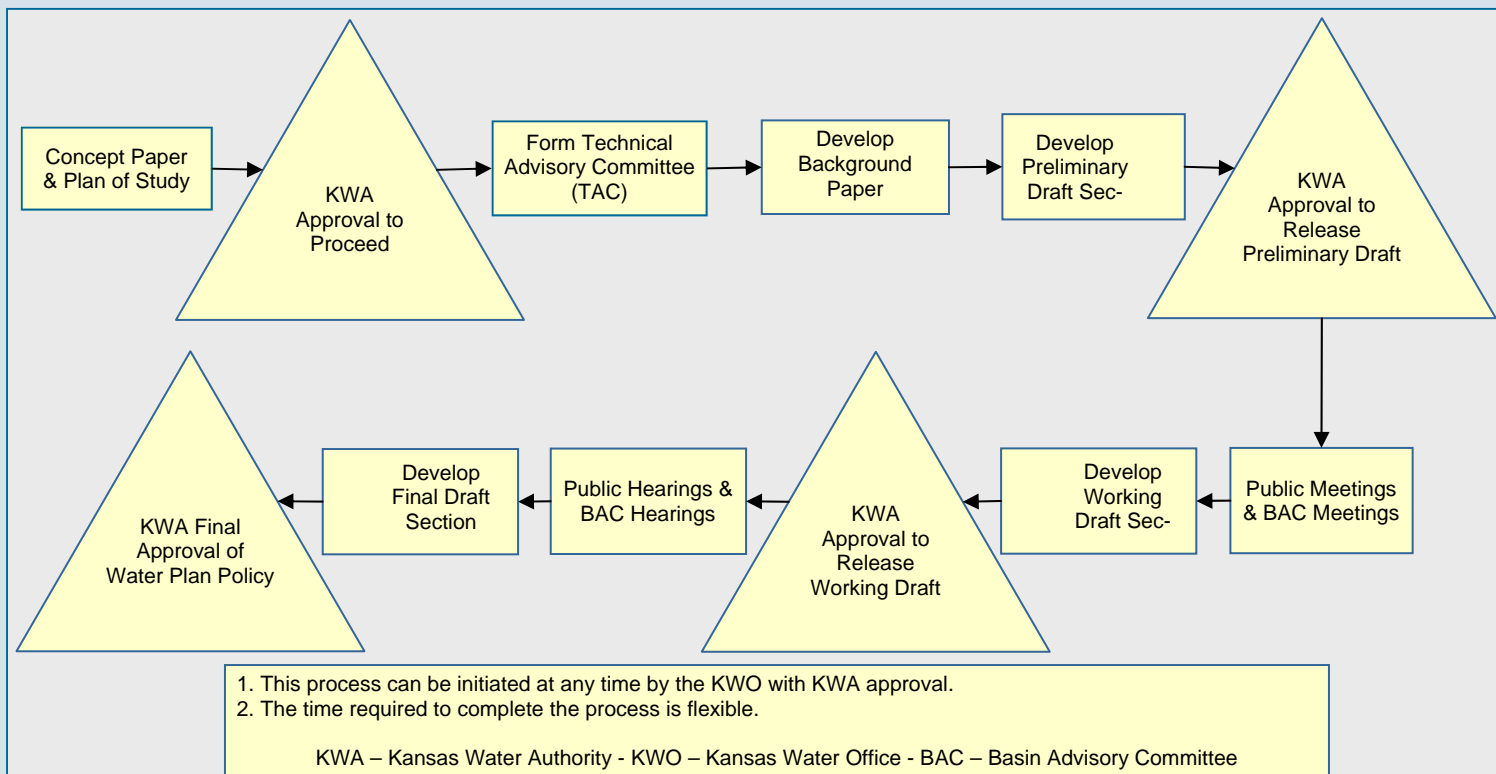 Concept Paper
& Plan of Study
KWA
Approval to
Proceed
Form Technical
Advisory Committee
(TAC)
Develop
Background
Paper
Develop
Preliminary
Draft Sec-
KWA
Approval to
Release
Preliminary Draft
Public Meetings
& BAC Meetings
Develop
Working
Draft Sec-
KWA
Approval to
Release
Working Draft
Public Hearings &
BAC Hearings
Develop
Final Draft
Section
KWA Final
Approval of
Water Plan Policy
1. This process can be initiated at any time by the KWO with KWA approval.
2. The time required to complete the process is flexible.
KWA – Kansas Water Authority - KWO – Kansas Water Office - BAC – Basin Advisory Committee